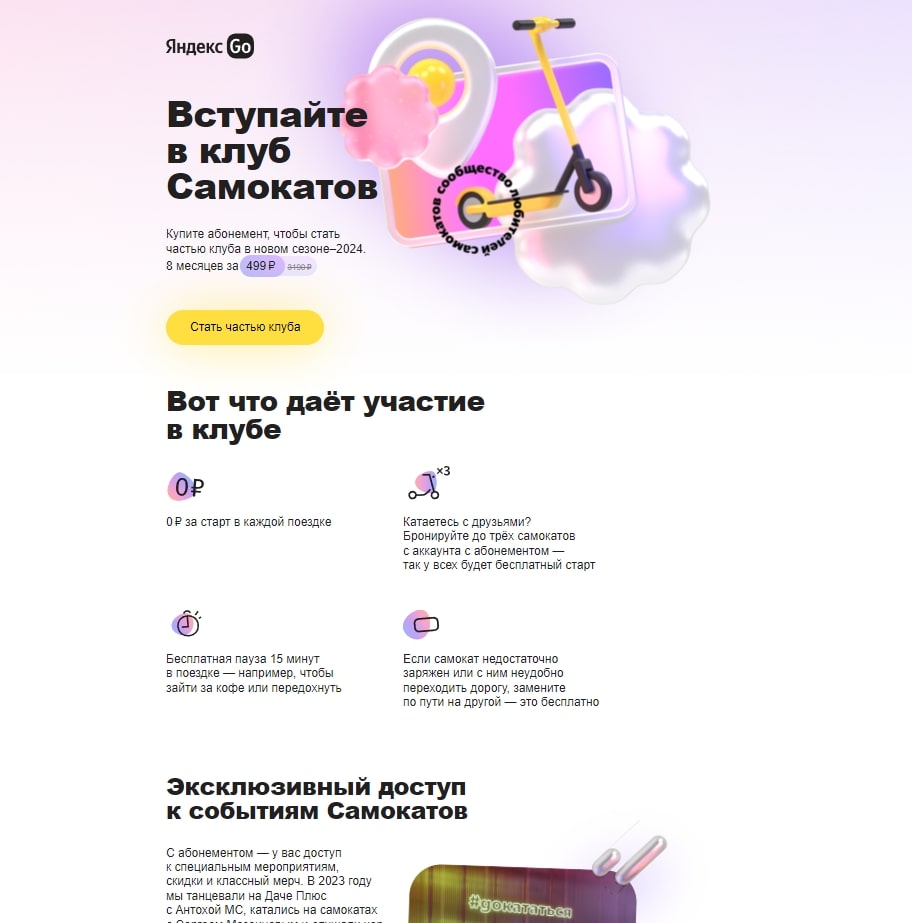 Яндекс Go
Вступайте
в клуб
Самокатов
сообщество любителей самокатов
Купите абонемент, чтобы стать
частью клуба в новом сезоне–2024.
8 месяцев за 499 ₽ 3190 ₽
Стать частью клуба
Вот что даёт участие
в клубе
0 ₽
×3
0 ₽ за старт в каждой поездке
Катаетесь с друзьями?
Бронируйте до трёх самокатов
с аккаунта с абонементом —
так у всех будет бесплатный старт
Бесплатная пауза 15 минут
в поездке — например, чтобы
зайти за кофе или передохнуть
Если самокат недостаточно
заряжен или с ним неудобно
переходить дорогу, замените
по пути на другой — это бесплатно
Эксклюзивный доступ
к событиям Самокатов
С абонементом — у вас доступ
к специальным мероприятиям,
скидки и классный мерч. В 2023 году
мы танцевали на Даче Плюс
с Антохой МС, катались на самокатах
#докататься